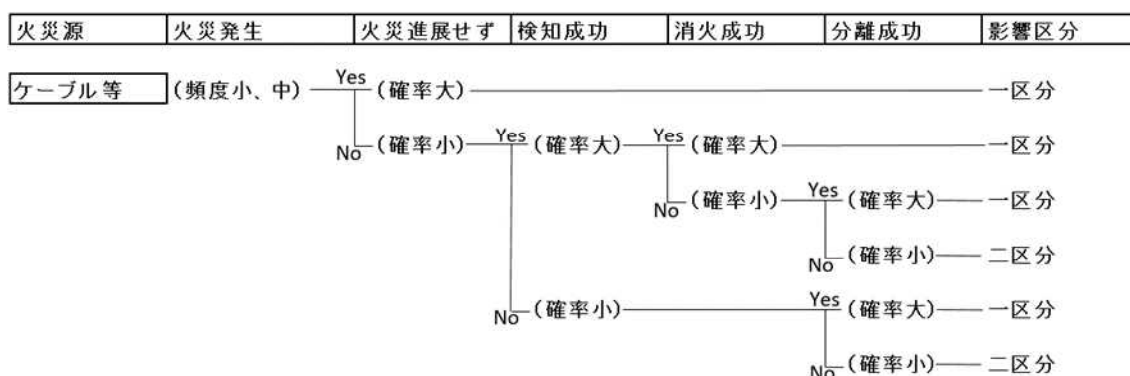 火災源 火災発生 火災進展せず 検知成功 消火成功 分離成功 影響区分
ケーブル等 (頻度小、中) Yes (確率大) 一区分
No (確率小) Yes (確率大) Yes (確率大) 一区分
No (確率小) Yes (確率大) 一区分
No (確率小) 二区分
No (確率小) Yes (確率大) 一区分
No (確率小) 二区分